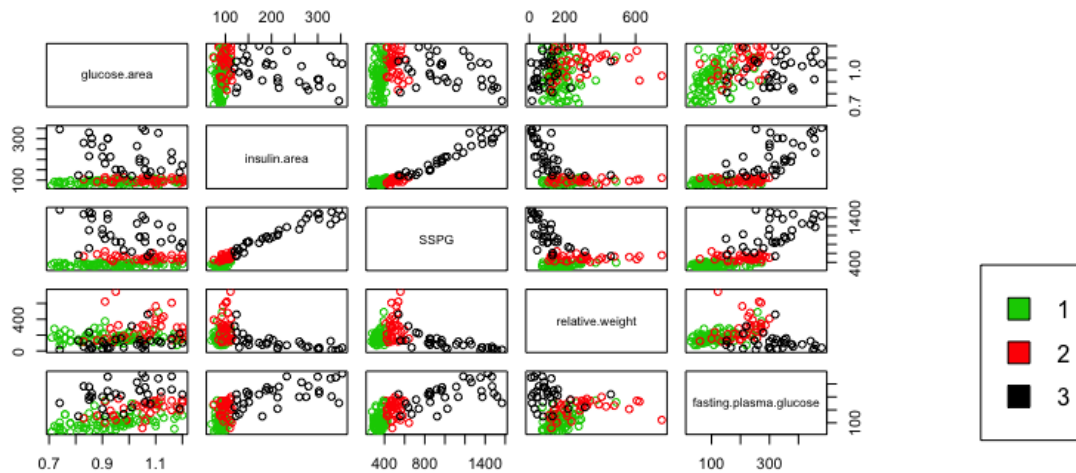 100 200 300
0 200 600
glucose.area
0.7 1.0
100 300
insulin.area
SSPG
400 1400
0 400
relative.weight
fasting.plasma.glucose
100
0.7 0.9 1.1
400 800 1400
100 300
1
2
3